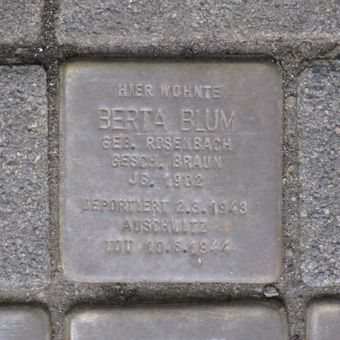 HIER WOHNTE
BERTA BLUM
GEB. ROSENBACH
GESCH. BRAUN
JG. 1902
DEPORTIERT 2.3.1943
AUSCHWITZ
TOT 10.6.1944